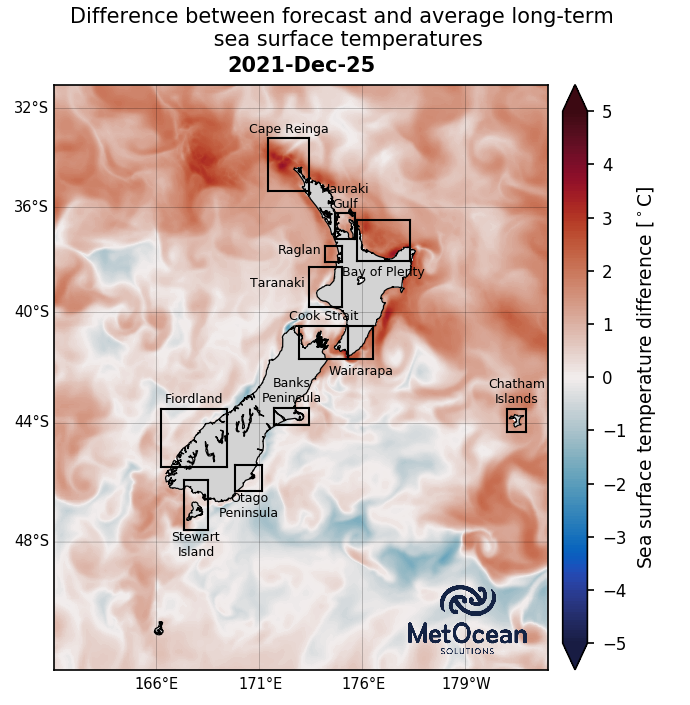 Difference between forecast and average long-term
sea surface temperatures
2021-Dec-25
32°S
36°S
40°S
44°S
48°S
166°E
171°E
176°E
179°W
Cape Reinga
Hauraki
Gulf
Raglan
Bay of Plenty
Taranaki
Cook Strait
Wairarapa
Banks
Peninsula
Fiordland
Chatham
Islands
Otago
Peninsula
Stewart
Island
MetOcean
SOLUTIONS
5
4
3
2
1
0
−1
−2
−3
−4
−5
Sea surface temperature difference [°C]